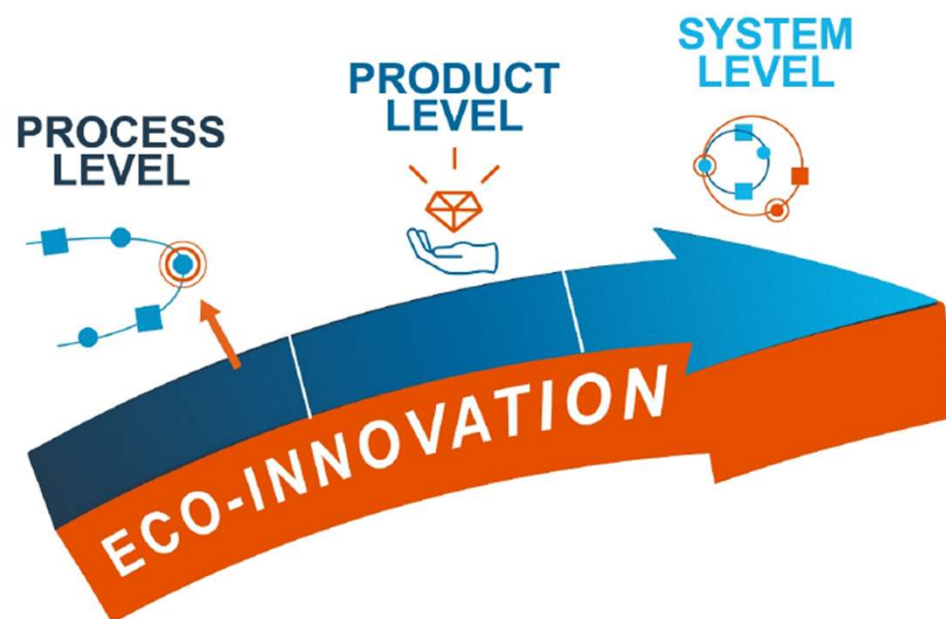 PROCESS
LEVEL
PRODUCT
LEVEL
SYSTEM
LEVEL
ECO-INNOVATION